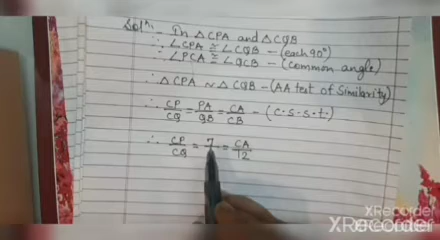 Solⁿ: In △CPA and △CQB
∴ ∠CPA ≅ ∠CQB - (each 90°)
∴ ∠PCA ≅ ∠QCB - (common angle)
∴ △CPA ~ △CQB - (AA test of Similarity)
∴ CP/CQ = PA/QB = CA/CB - (c.s.s.t.)
∴ CP/CQ = 7/ = CA/12
XRecorder
XRecorder